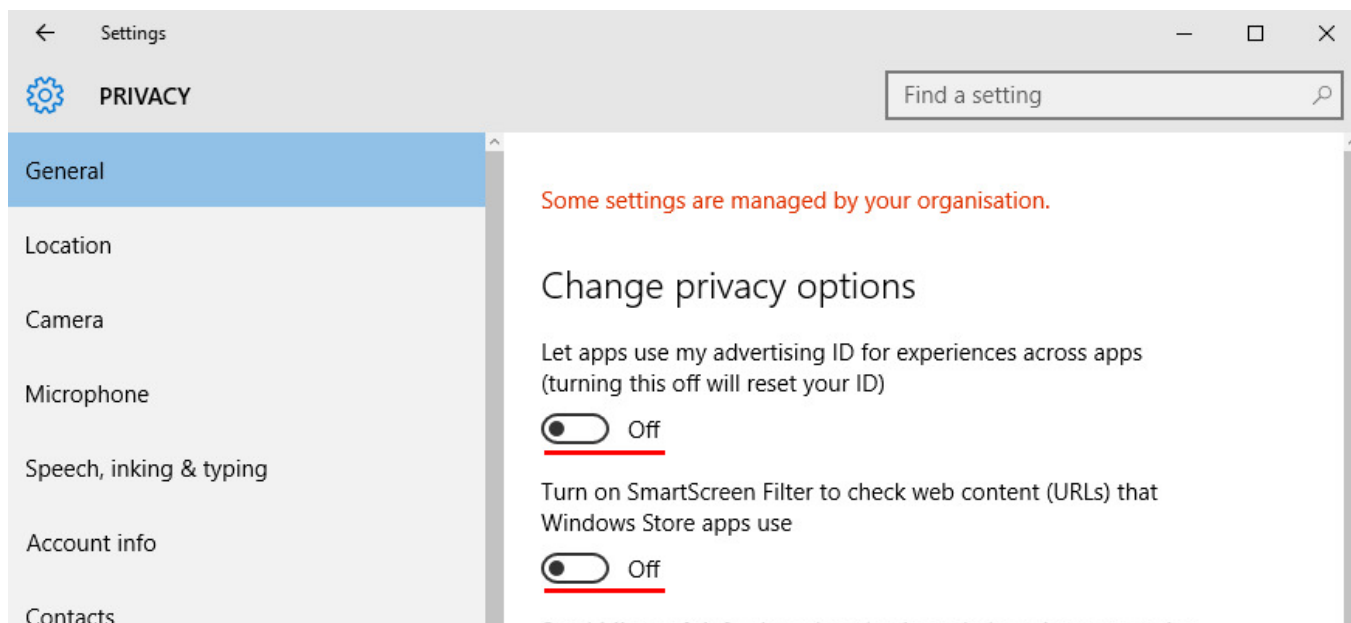 Settings
PRIVACY
Find a setting
General
Location
Camera
Microphone
Speech, inking & typing
Account info
Contacts
Some settings are managed by your organisation.
Change privacy options
Let apps use my advertising ID for experiences across apps
(turning this off will reset your ID)
Off
Turn on SmartScreen Filter to check web content (URLs) that
Windows Store apps use
Off